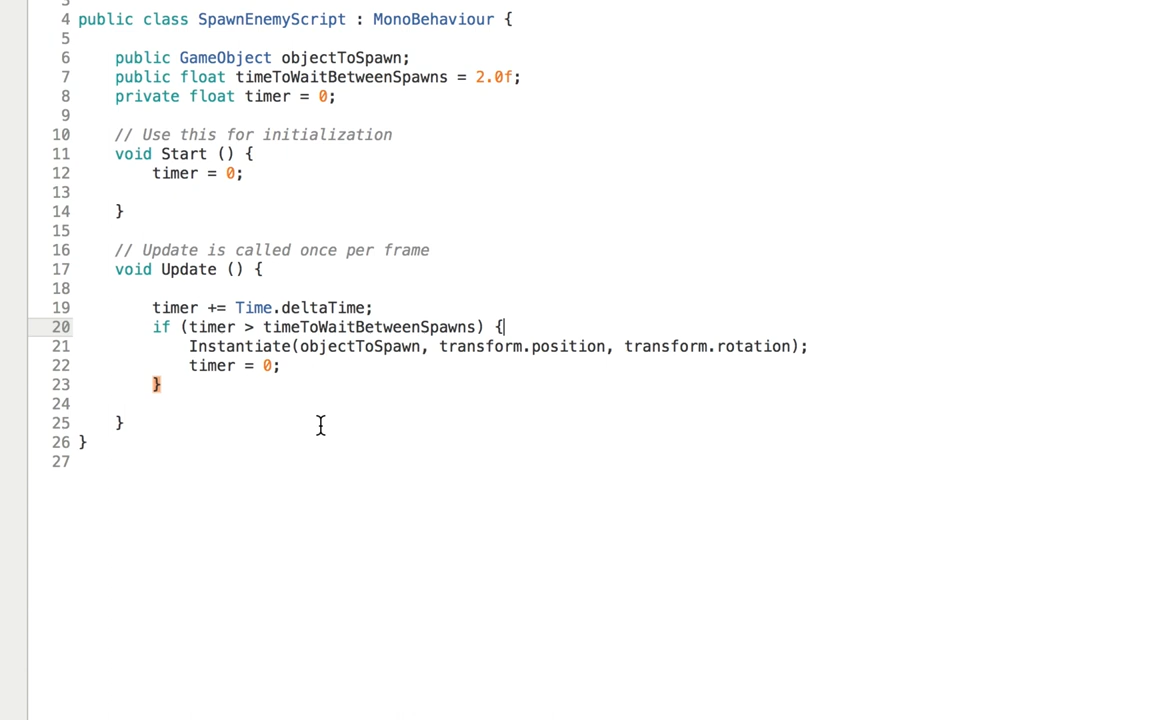 3
4 public class SpawnEnemyScript : MonoBehaviour {
5
6 public GameObject objectToSpawn;
7 public float timeToWaitBetweenSpawns = 2.0f;
8 private float timer = 0;
9
10 // Use this for initialization
11 void Start () {
12 timer = 0;
13
14 }
15
16 // Update is called once per frame
17 void Update () {
18
19 timer += Time.deltaTime;
20 if (timer > timeToWaitBetweenSpawns) {
21 Instantiate(objectToSpawn, transform.position, transform.rotation);
22 timer = 0;
23 }
24
25 }
26 }
27